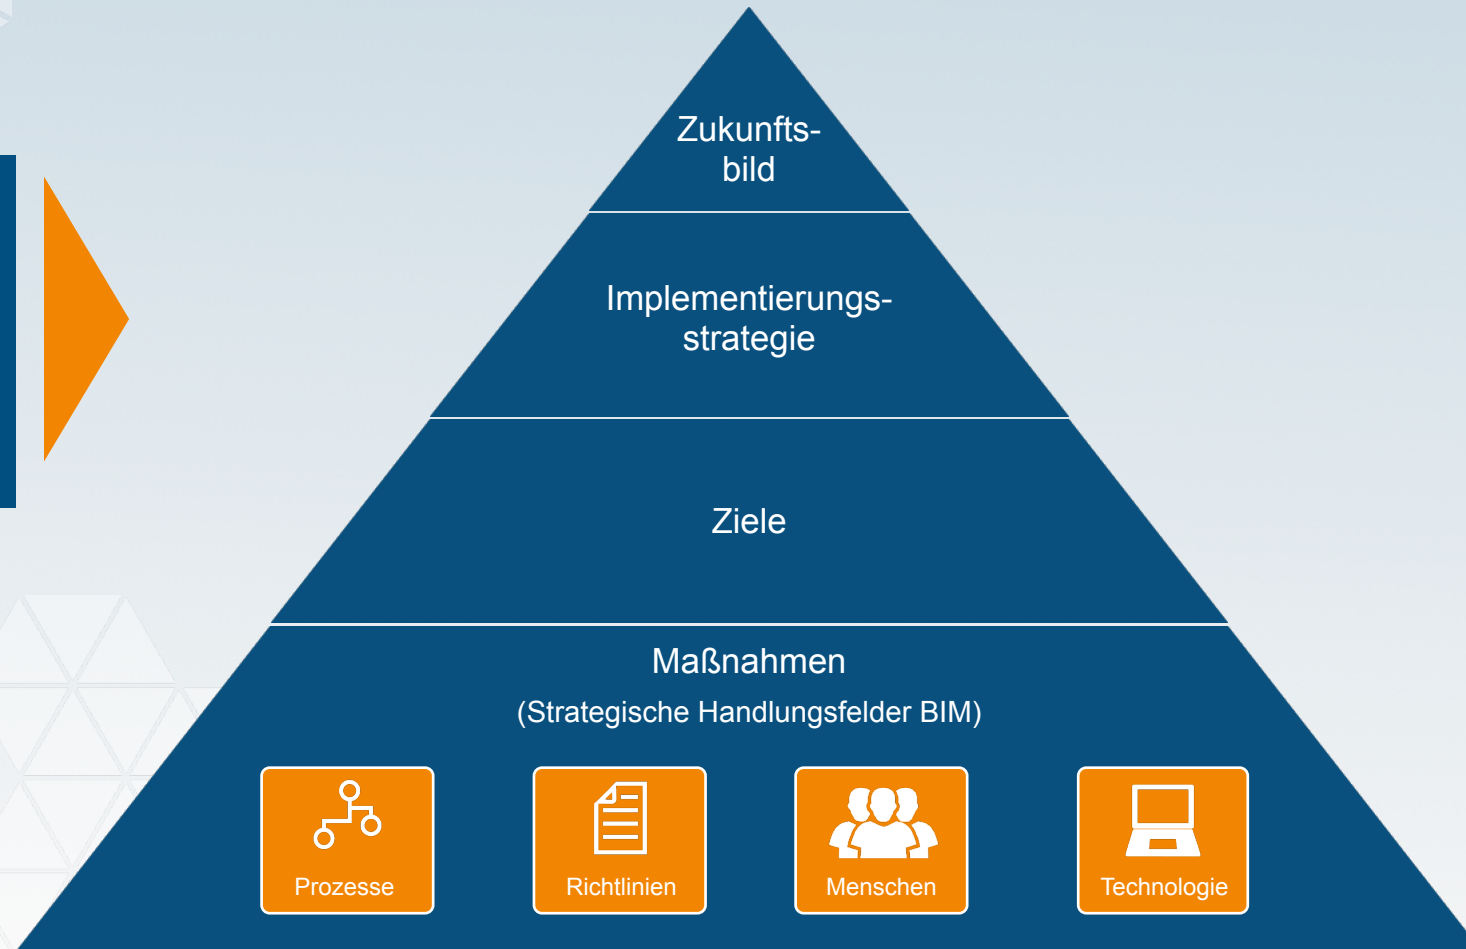 Zukunfts-
bild
Implementierungs-
strategie
Ziele
Maßnahmen
(Strategische Handlungsfelder BIM)
Prozesse
Richtlinien
Menschen
Technologie